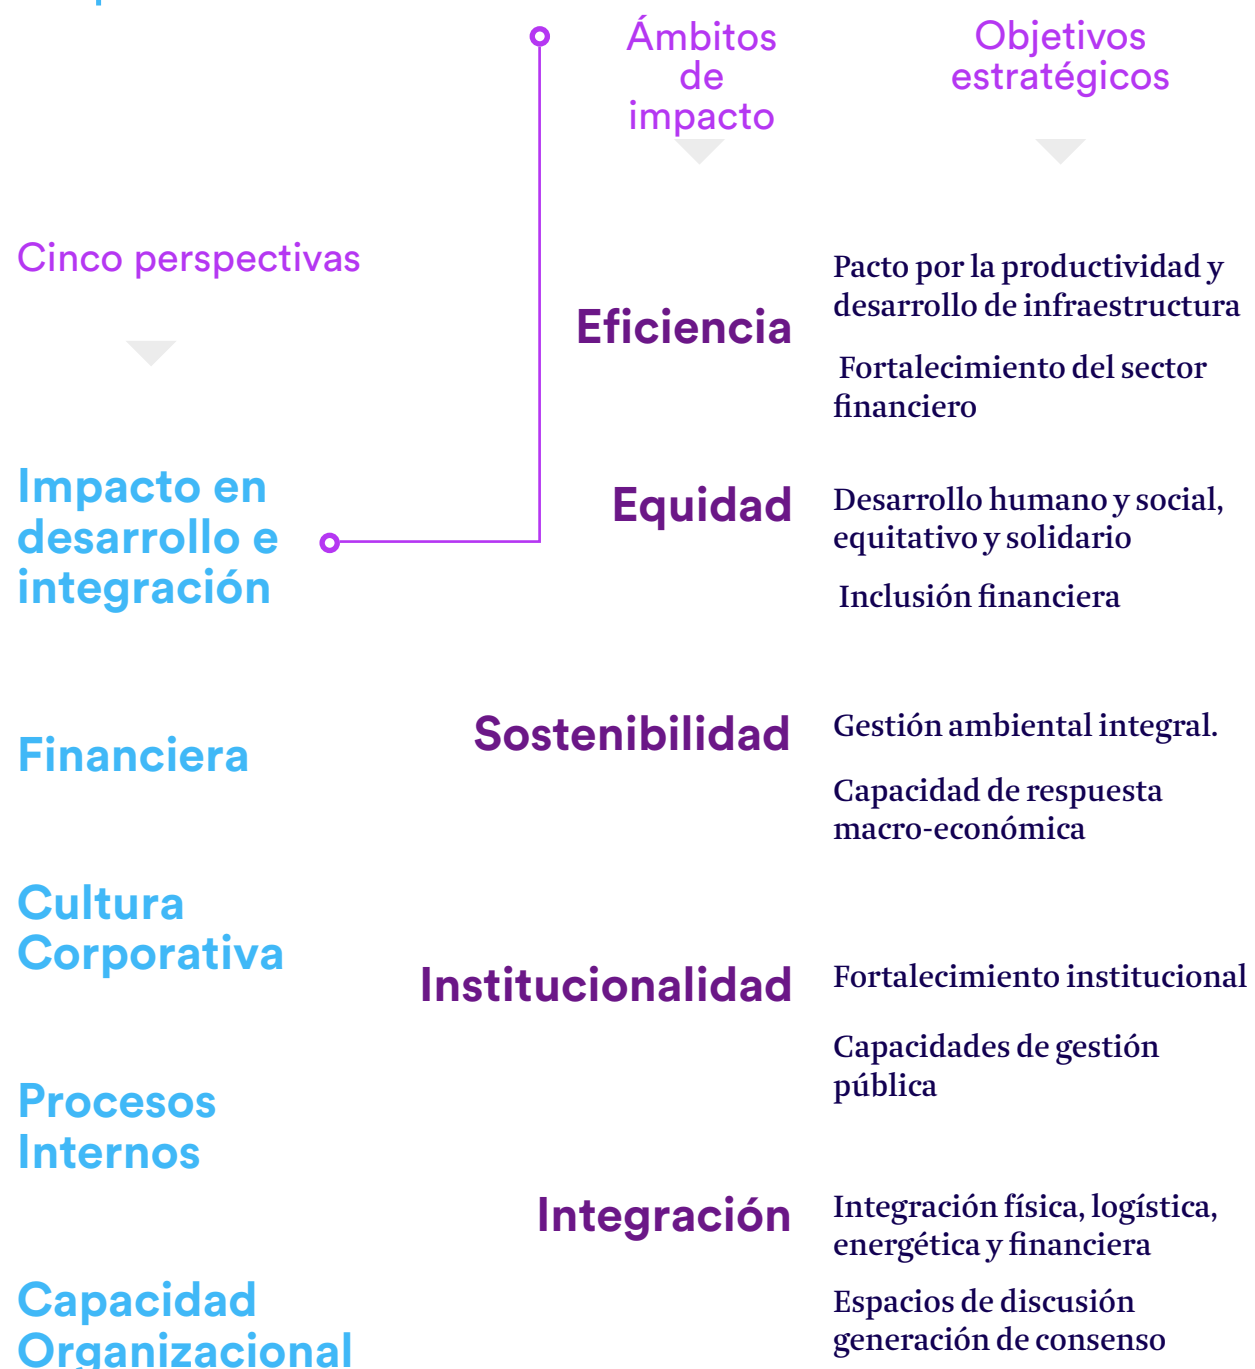 Cinco perspectivas
Impacto en
desarrollo e
integración
Financiera
Cultura
Corporativa
Procesos
Internos
Capacidad
Organizacional
Ámbitos
de
impacto
Objetivos
estratégicos
Eficiencia
Pacto por la productividad y
desarrollo de infraestructura
Fortalecimiento del sector
financiero
Equidad
Desarrollo humano y social,
equitativo y solidario
Inclusión financiera
Sostenibilidad
Gestión ambiental integral.
Capacidad de respuesta
macro-económica
Institucionalidad
Fortalecimiento institucional
Capacidades de gestión
pública
Integración
Integración física, logística,
energética y financiera
Espacios de discusión
generación de consenso